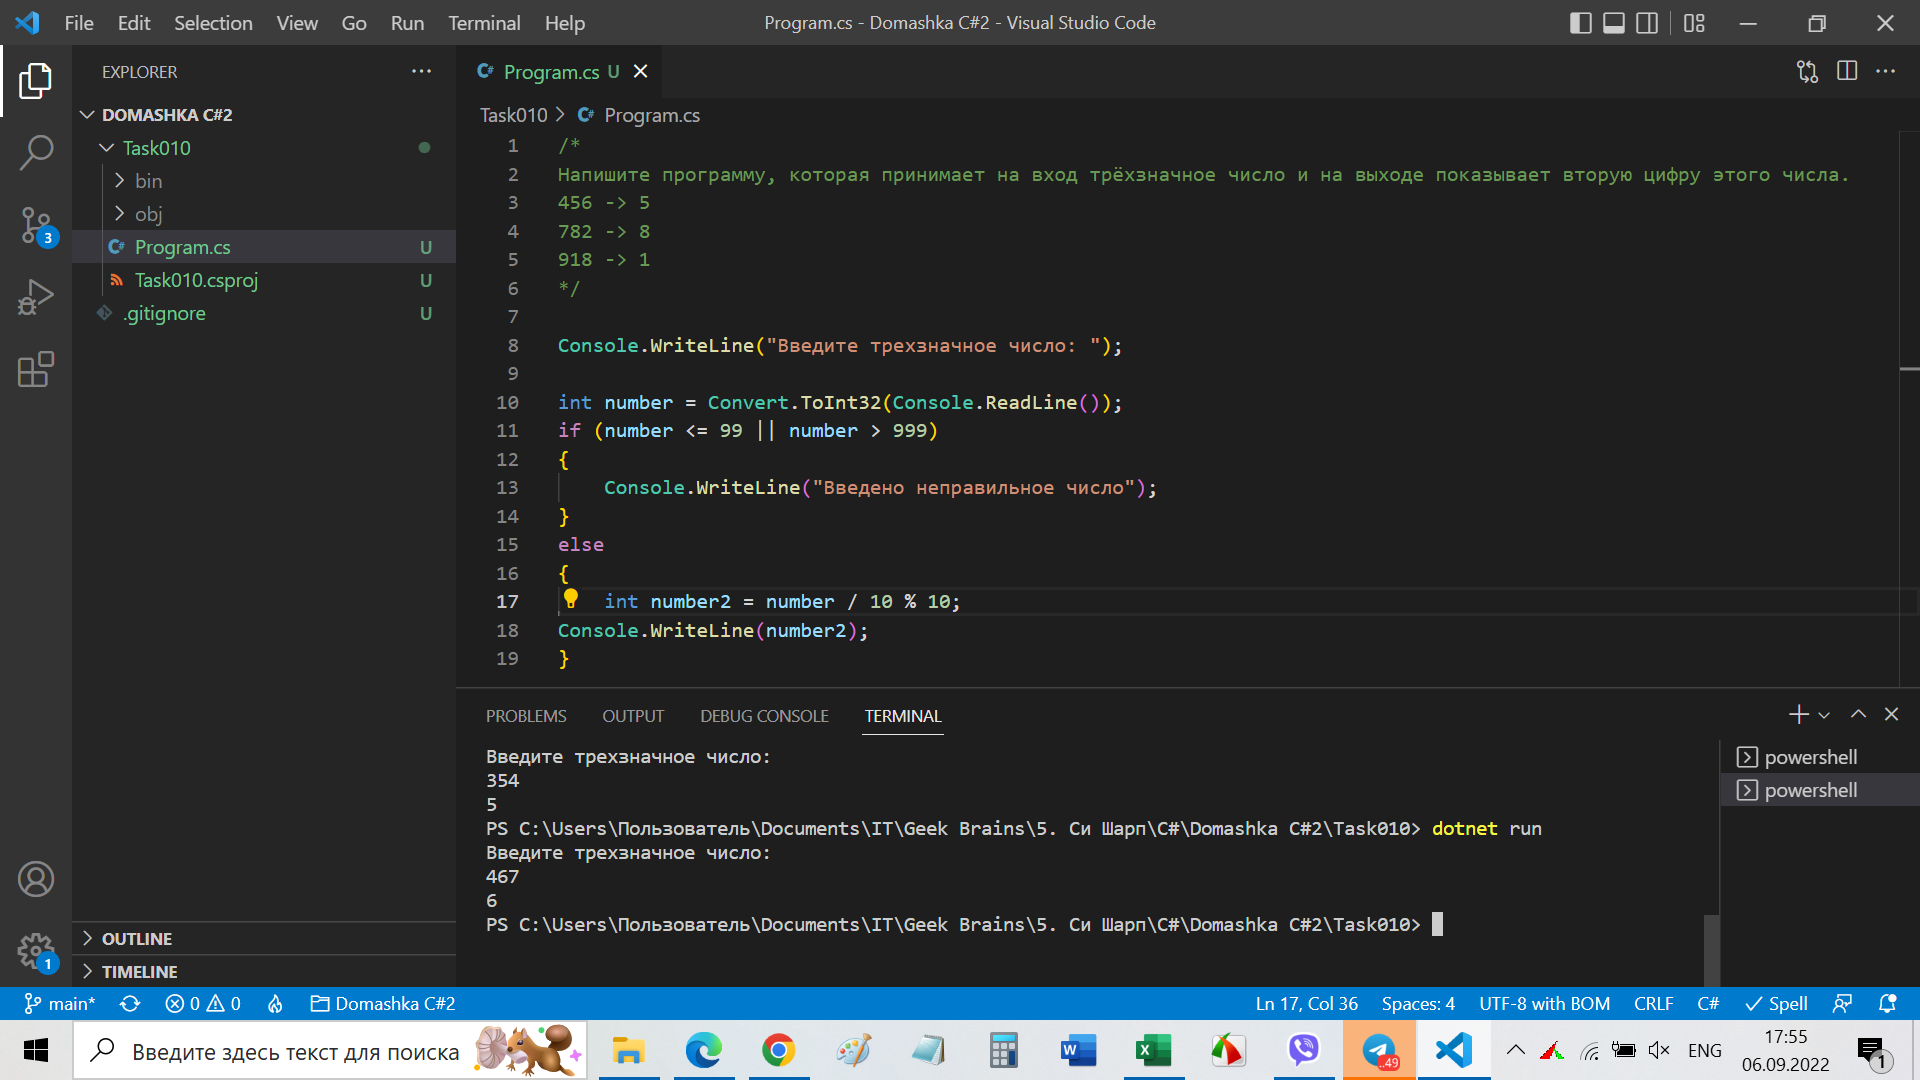 File Edit Selection View Go Run Terminal Help
Program.cs - Domashka C#2 - Visual Studio Code
EXPLORER
DOMASHKA C#2
Task010
bin
obj
Program.cs U
Task010.csproj U
.gitignore U
OUTLINE
TIMELINE
3
1
Program.cs U
Task010 > Program.cs
1 /*
2 Напишите программу, которая принимает на вход трёхзначное число и на выходе показывает вторую цифру этого числа.
3 456 -> 5
4 782 -> 8
5 918 -> 1
6 */
7
8 Console.WriteLine("Введите трехзначное число: ");
9
10 int number = Convert.ToInt32(Console.ReadLine());
11 if (number <= 99 || number > 999)
12 {
13 Console.WriteLine("Введено неправильное число");
14 }
15 else
16 {
17 int number2 = number / 10 % 10;
18 Console.WriteLine(number2);
19 }
PROBLEMS OUTPUT DEBUG CONSOLE TERMINAL
Введите трехзначное число:
354
5
PS C:\Users\Пользователь\Documents\IT\Geek Brains\5. Си Шарп\C#\Domashka C#2\Task010> dotnet run
Введите трехзначное число:
467
6
PS C:\Users\Пользователь\Documents\IT\Geek Brains\5. Си Шарп\C#\Domashka C#2\Task010>
powershell
powershell
main* 0 0 Domashka C#2 Ln 17, Col 36 Spaces: 4 UTF-8 with BOM CRLF C# Spell
Введите здесь текст для поиска
..49
ENG
17:55
06.09.2022
1